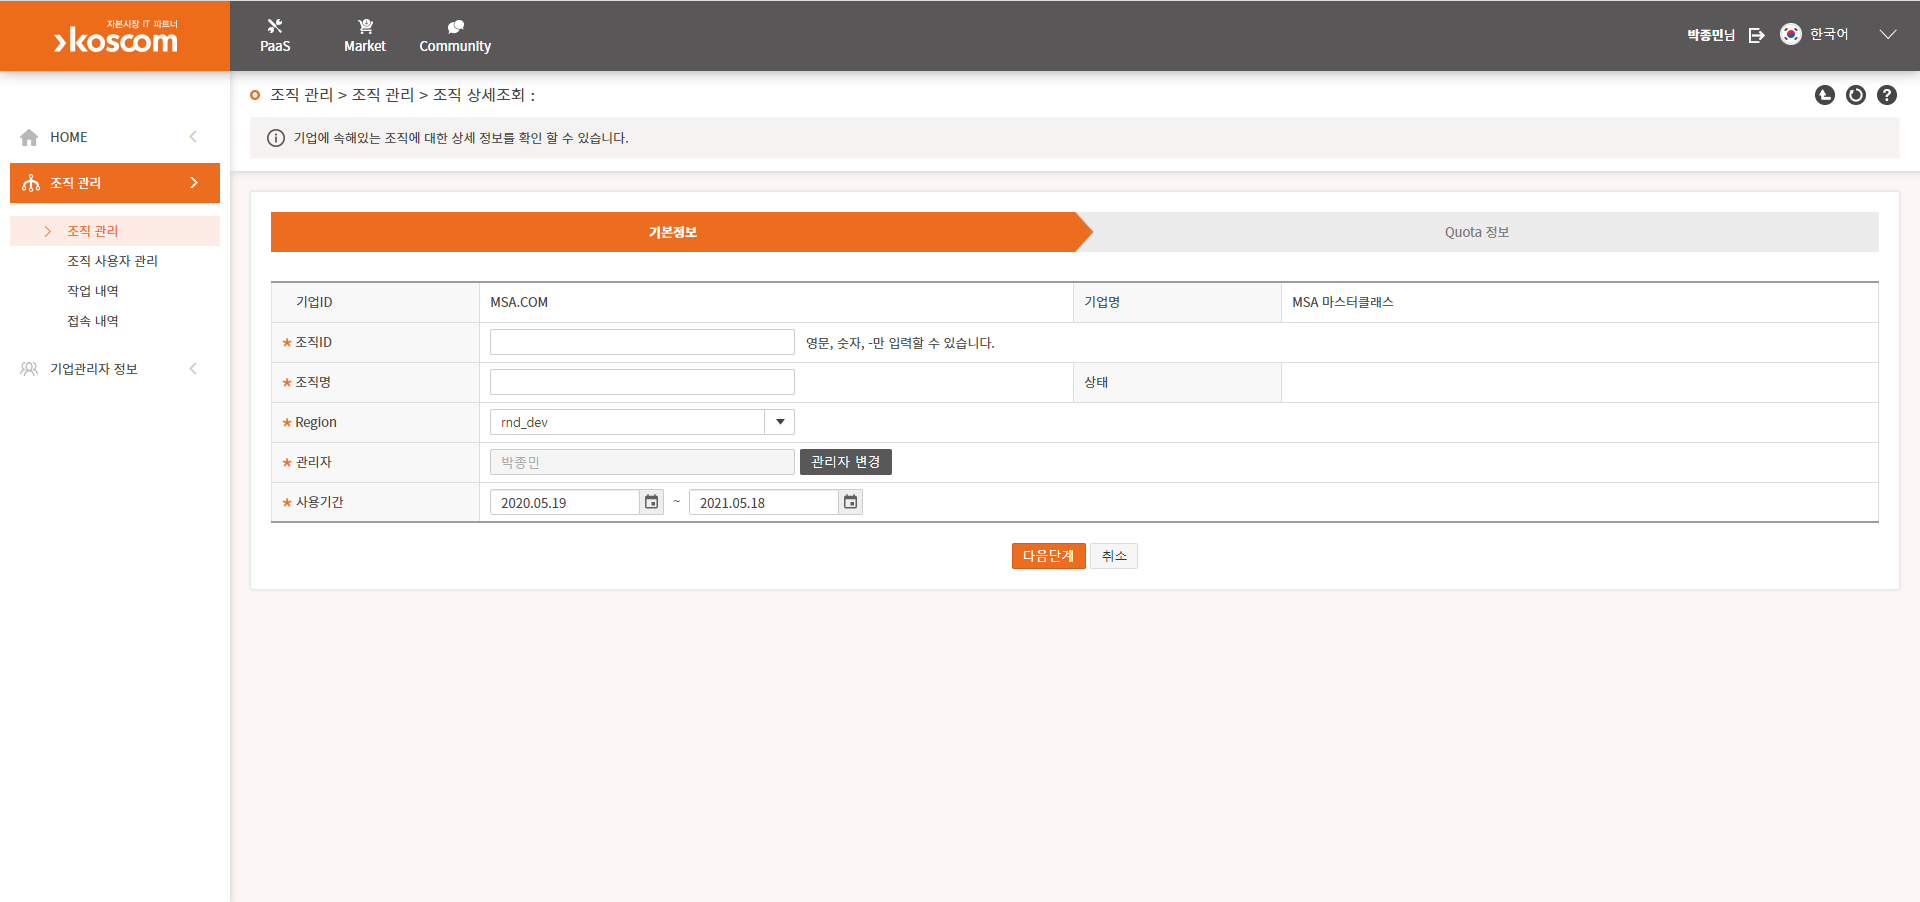 자본시장 IT 파트너
koscom
PaaS
Market
Community
박종민님
한국어
조직 관리 > 조직 관리 > 조직 상세조회 :
기업에 속해있는 조직에 대한 상세 정보를 확인 할 수 있습니다.
HOME
조직 관리
조직 관리
조직 사용자 관리
작업 내역
접속 내역
기업관리자 정보
기본정보
Quota 정보
기업ID
MSA.COM
기업명
MSA 마스터클래스
* 조직ID
영문, 숫자, -만 입력할 수 있습니다.
* 조직명
상태
* Region
rnd_dev
* 관리자
박종민
관리자 변경
* 사용기간
2020.05.19 ~ 2021.05.18
다음단계
취소